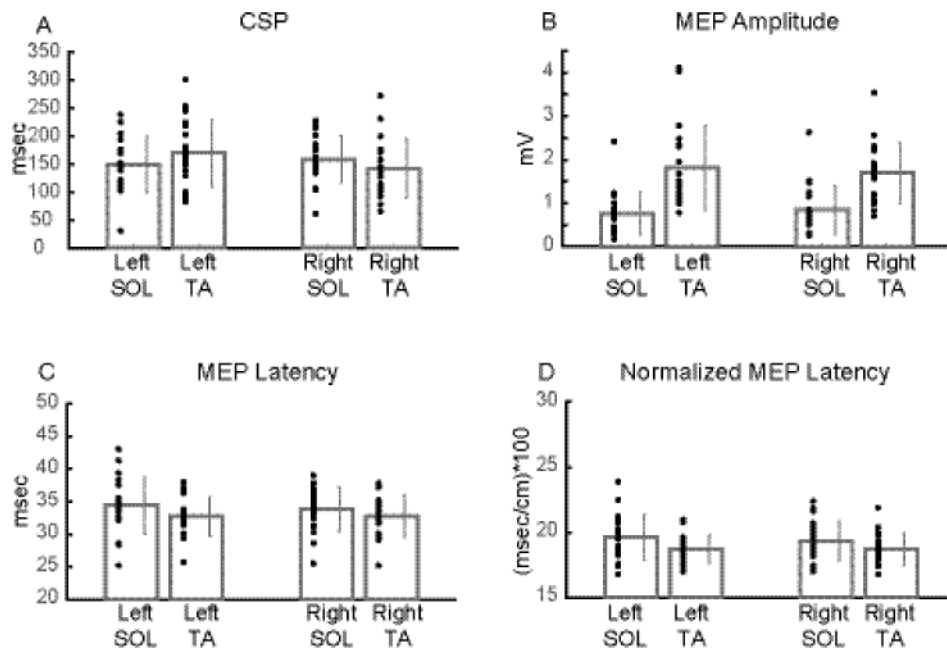 A CSP
350
300
250
200
150
100
50
0
msec
Left Left Right Right
SOL TA SOL TA
B MEP Amplitude
4
3
2
1
0
mV
Left Left Right Right
SOL TA SOL TA
C MEP Latency
50
45
40
35
30
25
20
msec
Left Left Right Right
SOL TA SOL TA
D Normalized MEP Latency
30
25
20
15
(msec/cm)*100
Left Left Right Right
SOL TA SOL TA